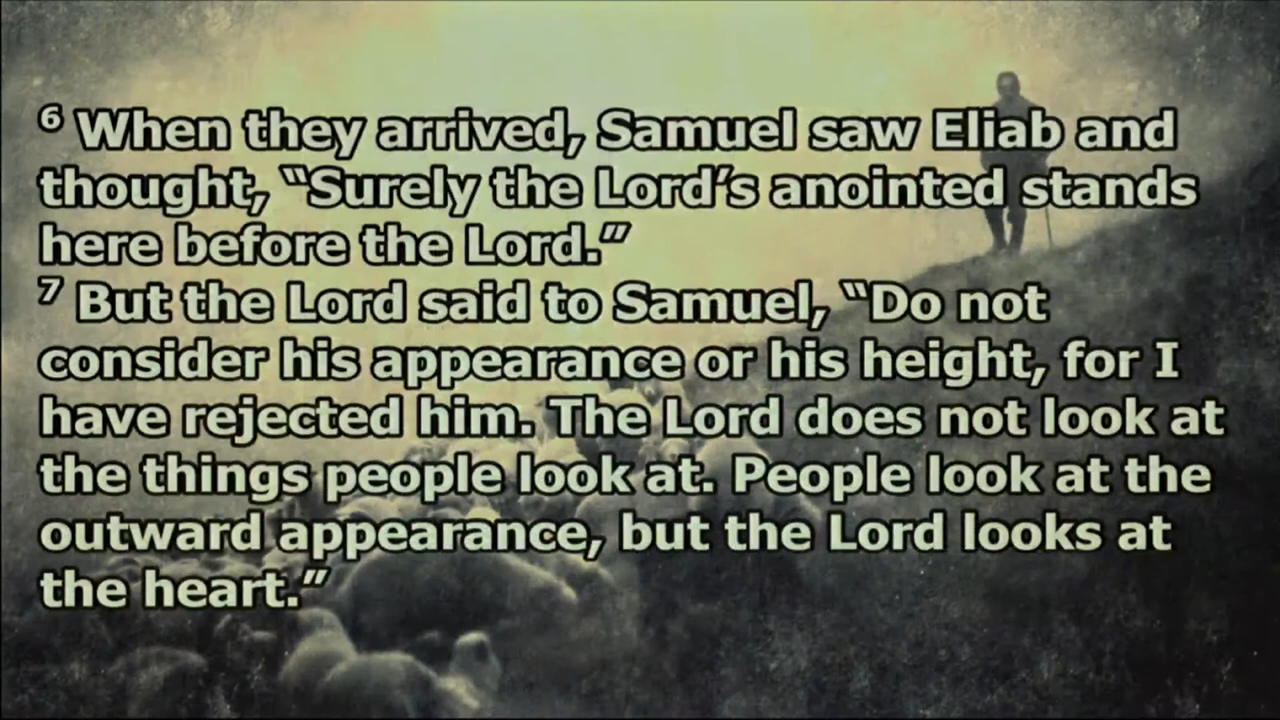 ⁶ When they arrived, Samuel saw Eliab and
thought, “Surely the Lord’s anointed stands
here before the Lord.”
⁷ But the Lord said to Samuel, “Do not
consider his appearance or his height, for I
have rejected him. The Lord does not look at
the things people look at. People look at the
outward appearance, but the Lord looks at
the heart.”